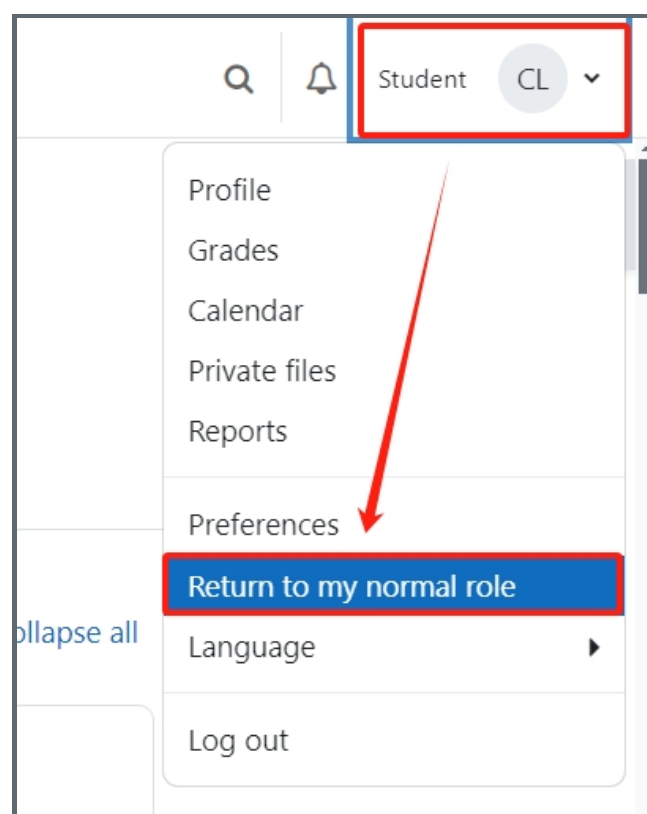 Student CL
Profile
Grades
Calendar
Private files
Reports
Preferences
Return to my normal role
ollapse all
Language
Log out